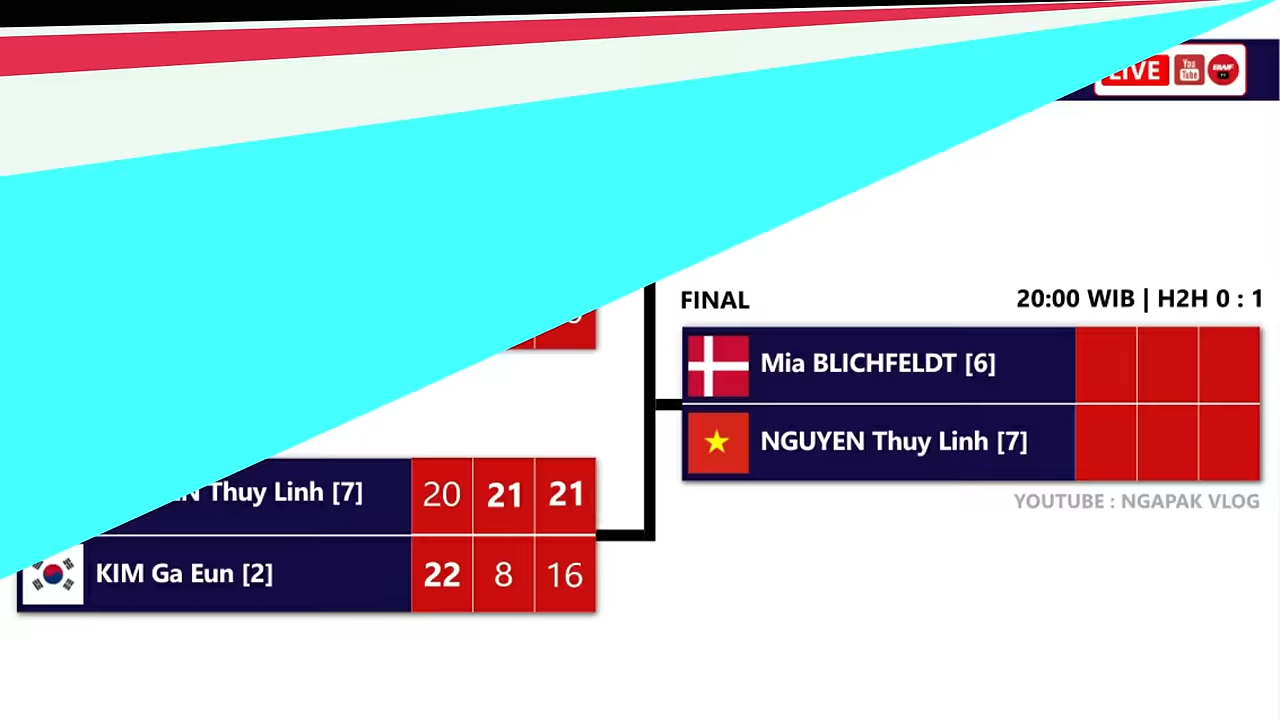 LIVE
You
Tube
BWF
FINAL
20:00 WIB | H2H 0 : 1
Mia BLICHFELDT [6]
NGUYEN Thuy Linh [7]
YOUTUBE : NGAPAK VLOG
Thuy Linh [7] 20 21 21
KIM Ga Eun [2] 22 8 16